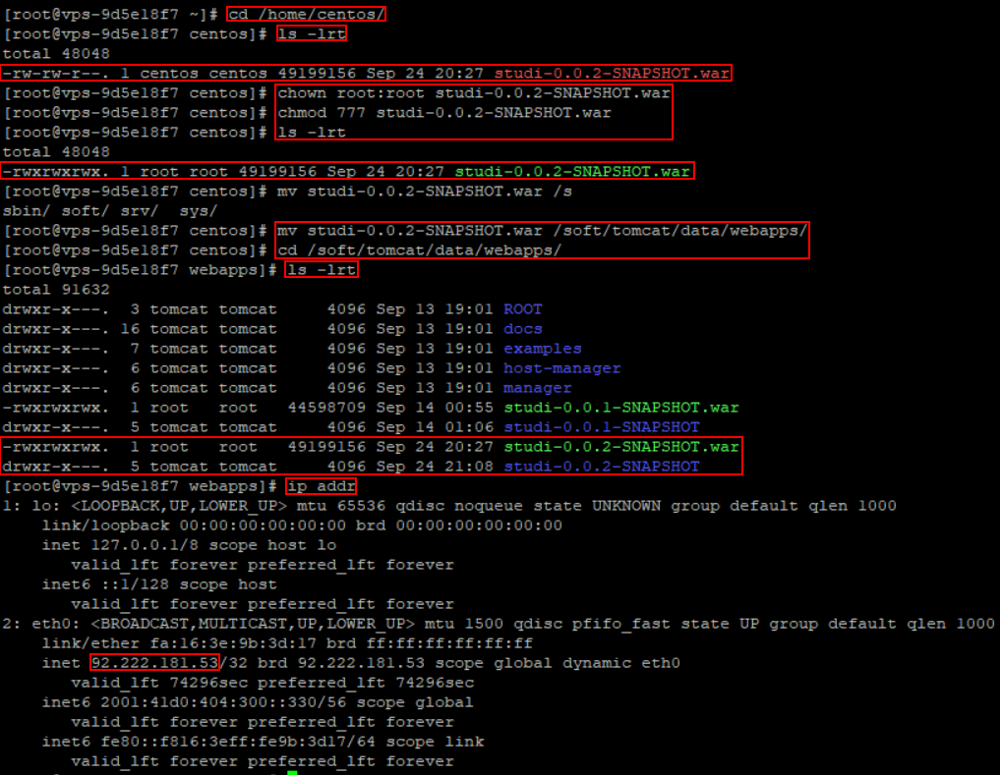 [root@vps-9d5e18f7 ~]# cd /home/centos/
[root@vps-9d5e18f7 centos]# ls -lrt
total 48048
-rw-rw-r--. 1 centos centos 49199156 Sep 24 20:27 studi-0.0.2-SNAPSHOT.war
[root@vps-9d5e18f7 centos]# chown root:root studi-0.0.2-SNAPSHOT.war
[root@vps-9d5e18f7 centos]# chmod 777 studi-0.0.2-SNAPSHOT.war
[root@vps-9d5e18f7 centos]# ls -lrt
total 48048
-rwxrwxrwx. 1 root root 49199156 Sep 24 20:27 studi-0.0.2-SNAPSHOT.war
[root@vps-9d5e18f7 centos]# mv studi-0.0.2-SNAPSHOT.war /s
sbin/ soft/ srv/  sys/
[root@vps-9d5e18f7 centos]# mv studi-0.0.2-SNAPSHOT.war /soft/tomcat/data/webapps/
[root@vps-9d5e18f7 centos]# cd /soft/tomcat/data/webapps/
[root@vps-9d5e18f7 webapps]# ls -lrt
total 91632
drwxr-x---.  3 tomcat tomcat     4096 Sep 13 19:01 ROOT
drwxr-x---. 16 tomcat tomcat     4096 Sep 13 19:01 docs
drwxr-x---.  7 tomcat tomcat     4096 Sep 13 19:01 examples
drwxr-x---.  6 tomcat tomcat     4096 Sep 13 19:01 host-manager
drwxr-x---.  6 tomcat tomcat     4096 Sep 13 19:01 manager
-rwxrwxrwx.  1 root   root   44598709 Sep 14 00:55 studi-0.0.1-SNAPSHOT.war
drwxr-x---.  5 tomcat tomcat     4096 Sep 14 01:06 studi-0.0.1-SNAPSHOT
-rwxrwxrwx.  1 root   root   49199156 Sep 24 20:27 studi-0.0.2-SNAPSHOT.war
drwxr-x---.  5 tomcat tomcat     4096 Sep 24 21:08 studi-0.0.2-SNAPSHOT
[root@vps-9d5e18f7 webapps]# ip addr
1: lo: <LOOPBACK,UP,LOWER_UP> mtu 65536 qdisc noqueue state UNKNOWN group default qlen 1000
    link/loopback 00:00:00:00:00:00 brd 00:00:00:00:00:00
    inet 127.0.0.1/8 scope host lo
       valid_lft forever preferred_lft forever
    inet6 ::1/128 scope host
       valid_lft forever preferred_lft forever
2: eth0: <BROADCAST,MULTICAST,UP,LOWER_UP> mtu 1500 qdisc pfifo_fast state UP group default qlen 1000
    link/ether fa:16:3e:9b:3d:17 brd ff:ff:ff:ff:ff:ff
    inet 92.222.181.53/32 brd 92.222.181.53 scope global dynamic eth0
       valid_lft 74296sec preferred_lft 74296sec
    inet6 2001:41d0:404:300::330/56 scope global
       valid_lft forever preferred_lft forever
    inet6 fe80::f816:3eff:fe9b:3d17/64 scope link
       valid_lft forever preferred_lft forever